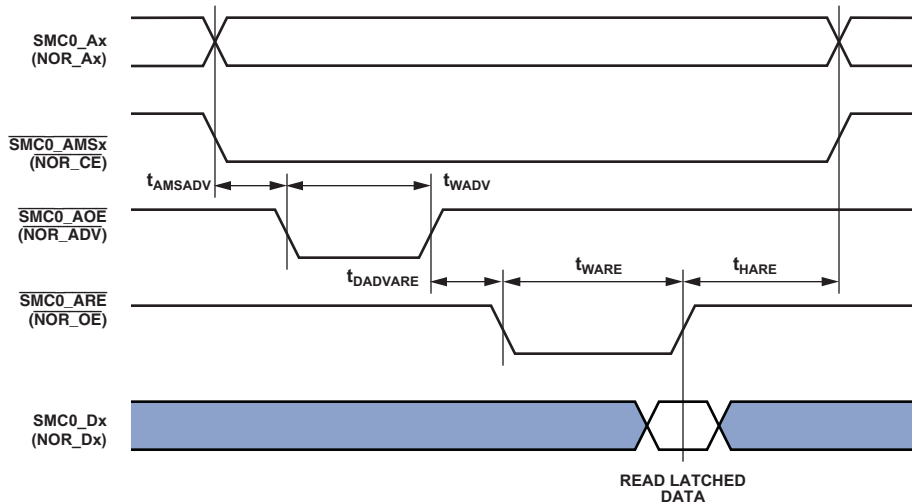 SMC0_Ax
(NOR_Ax)
SMC0_AMSx
(NOR_CE)
tAMSADV
tWADV
SMC0_AOE
(NOR_ADV)
tDADVARE
tWARE
tHARE
SMC0_ARE
(NOR_OE)
SMC0_Dx
(NOR_Dx)
READ LATCHED
DATA